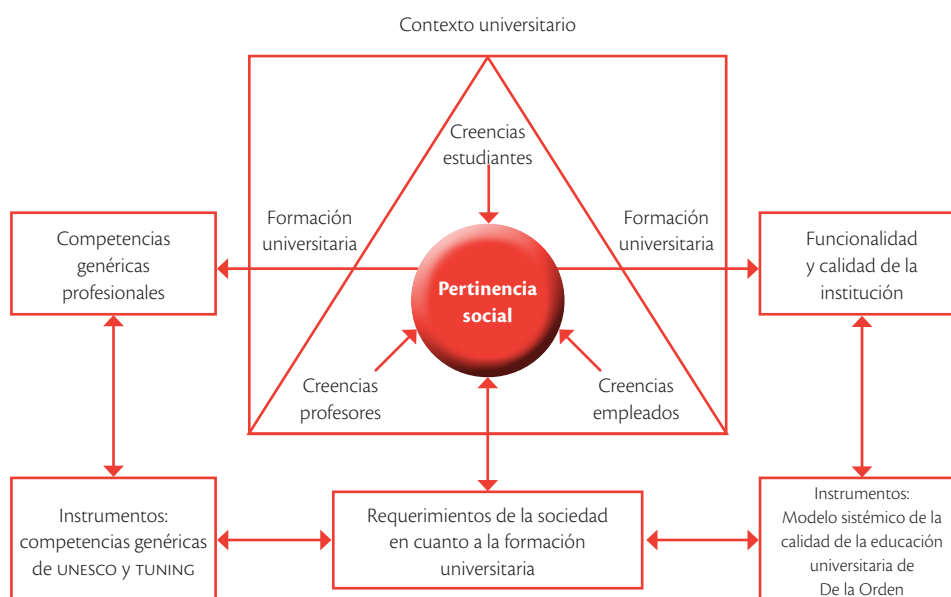 Contexto universitario
Creencias
estudiantes
Formación
universitaria
Formación
universitaria
Competencias
genéricas
profesionales
Funcionalidad
y calidad de la
institución
Pertinencia
social
Creencias
profesores
Creencias
empleados
Instrumentos:
competencias genéricas
de UNESCO y TUNING
Requerimientos de la sociedad
en cuanto a la formación
universitaria
Instrumentos:
Modelo sistémico de la
calidad de la educación
universitaria de
De la Orden